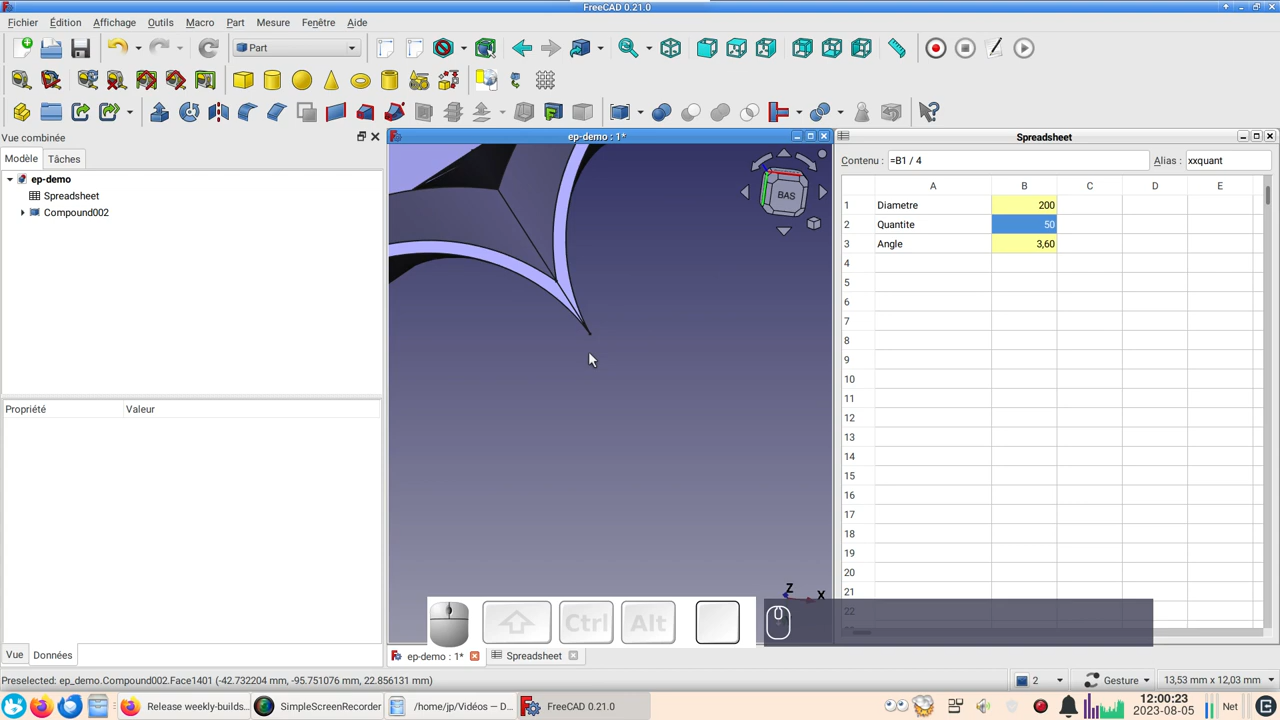 FreeCAD 0.21.0
Fichier Édition Affichage Outils Macro Part Mesure Fenêtre Aide
Part
Vue combinée
ep-demo : 1*
Spreadsheet
Modèle Tâches
Contenu : =B1 / 4 Alias : xxquant
ep-demo
Spreadsheet
Compound002
BAS
A B C D E
1 Diametre 200
2 Quantite 50
3 Angle 3,60
4
5
6
7
8
9
10
11
12
13
14
15
16
17
18
19
20
21
22
Propriété Valeur
Z
X
Ctrl Alt
Vue Données
ep-demo : 1* Spreadsheet
Preselected: ep_demo.Compound002.Face1401 (-42.732204 mm, -95.751076 mm, 22.856131 mm)
2 Gesture 13,53 mm x 12,03 mm
Release weekly-builds... SimpleScreenRecorder /home/jp/Vidéos — D... FreeCAD 0.21.0
Net
12:00:23
2023-08-05